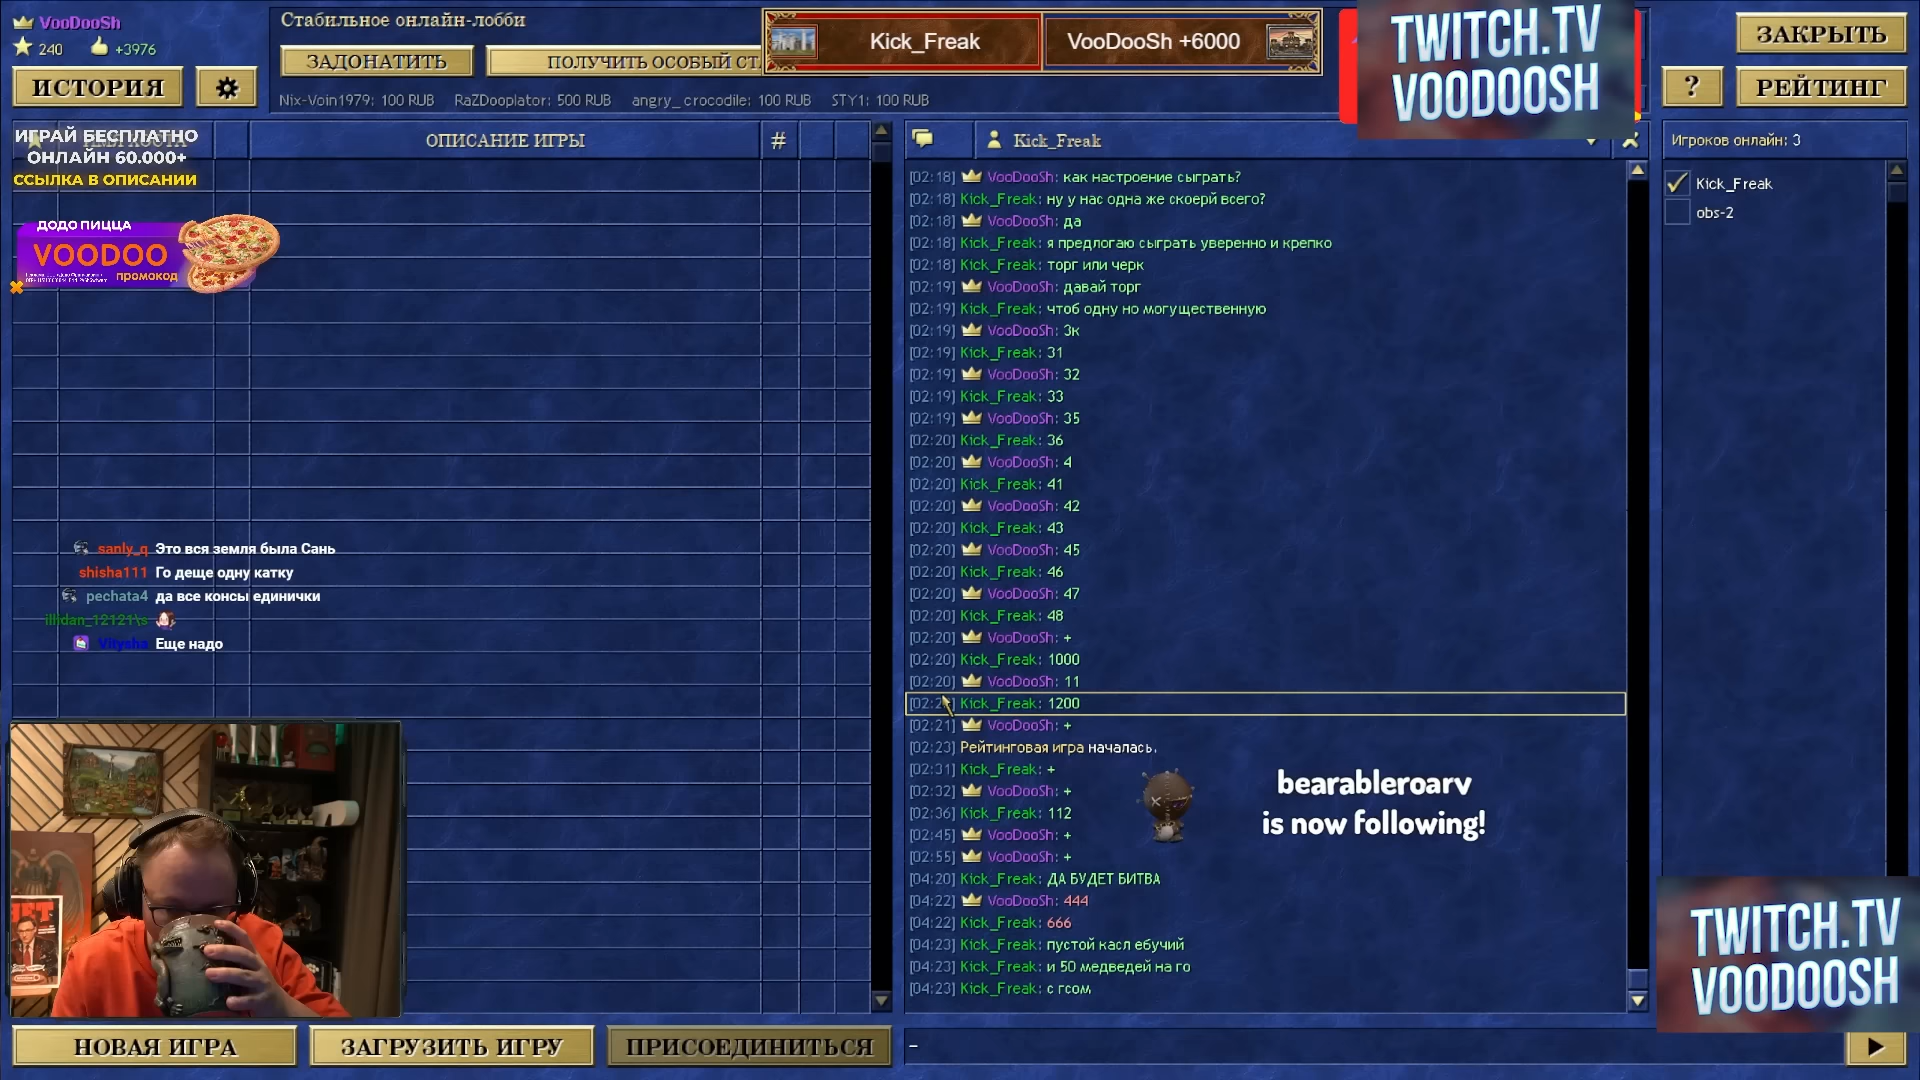 VooDooSh
240 +3976
ИСТОРИЯ
Стабильное онлайн-лобби
ЗАДОНАТИТЬ
ПОЛУЧИТЬ ОСОБЫЙ СТ
Nix-Voin1979: 100 RUB RaZDooplator: 500 RUB angry_crocodile: 100 RUB STY1: 100 RUB
Kick_Freak
VooDooSh +6000
TWITCH.TV
VOODOOSH
ЗАКРЫТЬ
?
РЕЙТИНГ
ИГРАЙ БЕСПЛАТНО
ОНЛАЙН 60.000+
ССЫЛКА В ОПИСАНИИ
ОПИСАНИЕ ИГРЫ
#
ДОДО ПИЦЦА
VOODOO
промокод
sanly_q Это вся земля была Сань
shisha111 Го деще одну катку
pechata4 да все консы единички
illidan_12121\s
Vitysha Еще надо
Kick_Freak
[02:18] VooDooSh: как настроение сыграть?
[02:18] Kick_Freak: ну у нас одна же скоерй всего?
[02:18] VooDooSh: да
[02:18] Kick_Freak: я предлогаю сыграть уверенно и крепко
[02:18] Kick_Freak: торг или черк
[02:19] VooDooSh: давай торг
[02:19] Kick_Freak: чтоб одну но могущественную
[02:19] VooDooSh: 3к
[02:19] Kick_Freak: 31
[02:19] VooDooSh: 32
[02:19] Kick_Freak: 33
[02:19] VooDooSh: 35
[02:20] Kick_Freak: 36
[02:20] VooDooSh: 4
[02:20] Kick_Freak: 41
[02:20] VooDooSh: 42
[02:20] Kick_Freak: 43
[02:20] VooDooSh: 45
[02:20] Kick_Freak: 46
[02:20] VooDooSh: 47
[02:20] Kick_Freak: 48
[02:20] VooDooSh: +
[02:20] Kick_Freak: 1000
[02:20] VooDooSh: 11
Kick_Freak: 1200
[02:21] VooDooSh: +
[02:23] Рейтинговая игра началась.
[02:31] Kick_Freak: +
[02:32] VooDooSh: +
[02:36] Kick_Freak: 112
[02:45] VooDooSh: +
[02:55] VooDooSh: +
[04:20] Kick_Freak: ДА БУДЕТ БИТВА
[04:22] VooDooSh: 444
[04:22] Kick_Freak: 666
[04:23] Kick_Freak: пустой касл ебучий
[04:23] Kick_Freak: и 50 медведей на го
[04:23] Kick_Freak: с гсом
bearableroarv
is now following!
Игроков онлайн: 3
Kick_Freak
obs-2
TWITCH.TV
VOODOOSH
НОВАЯ ИГРА
ЗАГРУЗИТЬ ИГРУ
ПРИСОЕДИНИТЬСЯ